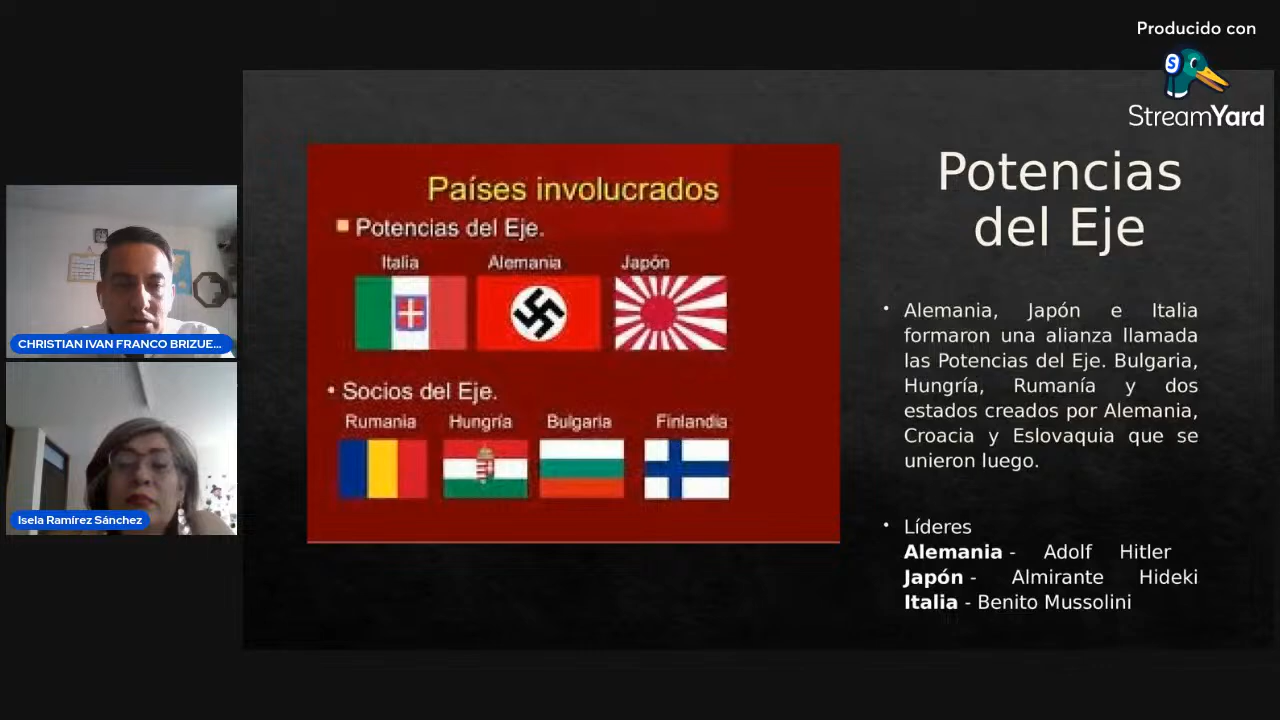 Producido con
StreamYard
CHRISTIAN IVAN FRANCO BRIZUE...
Isela Ramírez Sánchez
Países involucrados
Potencias del Eje.
Italia Alemania Japón
• Socios del Eje.
Rumania Hungría Bulgaria Finlandia
Potencias
del Eje
• Alemania, Japón e Italia
formaron una alianza llamada
las Potencias del Eje. Bulgaria,
Hungría, Rumanía y dos
estados creados por Alemania,
Croacia y Eslovaquia que se
unieron luego.
• Líderes
Alemania - Adolf Hitler
Japón - Almirante Hideki
Italia - Benito Mussolini